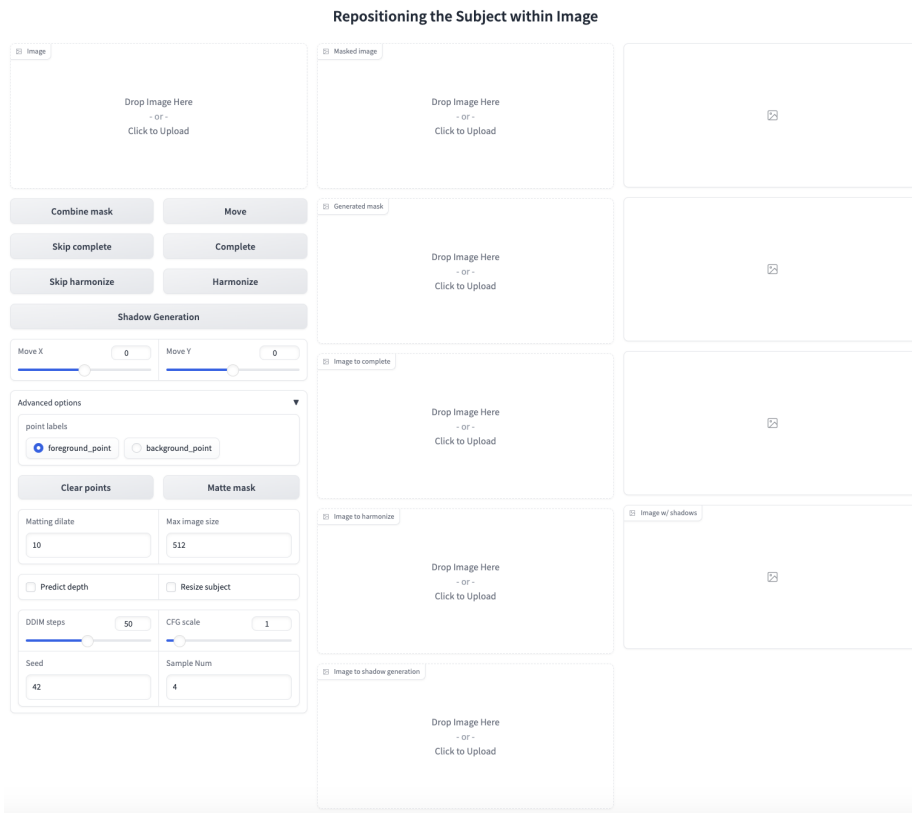 Repositioning the Subject within Image
Image
Drop Image Here
- or -
Click to Upload
Combine mask
Move
Skip complete
Complete
Skip harmonize
Harmonize
Shadow Generation
Move X
0
Move Y
0
Advanced options
▼
point labels
foreground_point
background_point
Clear points
Matte mask
Matting dilate
10
Max image size
512
Predict depth
Resize subject
DDIM steps
50
CFG scale
1
Seed
42
Sample Num
4
Masked image
Drop Image Here
- or -
Click to Upload
Generated mask
Drop Image Here
- or -
Click to Upload
Image to complete
Drop Image Here
- or -
Click to Upload
Image to harmonize
Drop Image Here
- or -
Click to Upload
Image to shadow generation
Drop Image Here
- or -
Click to Upload
Image w/ shadows